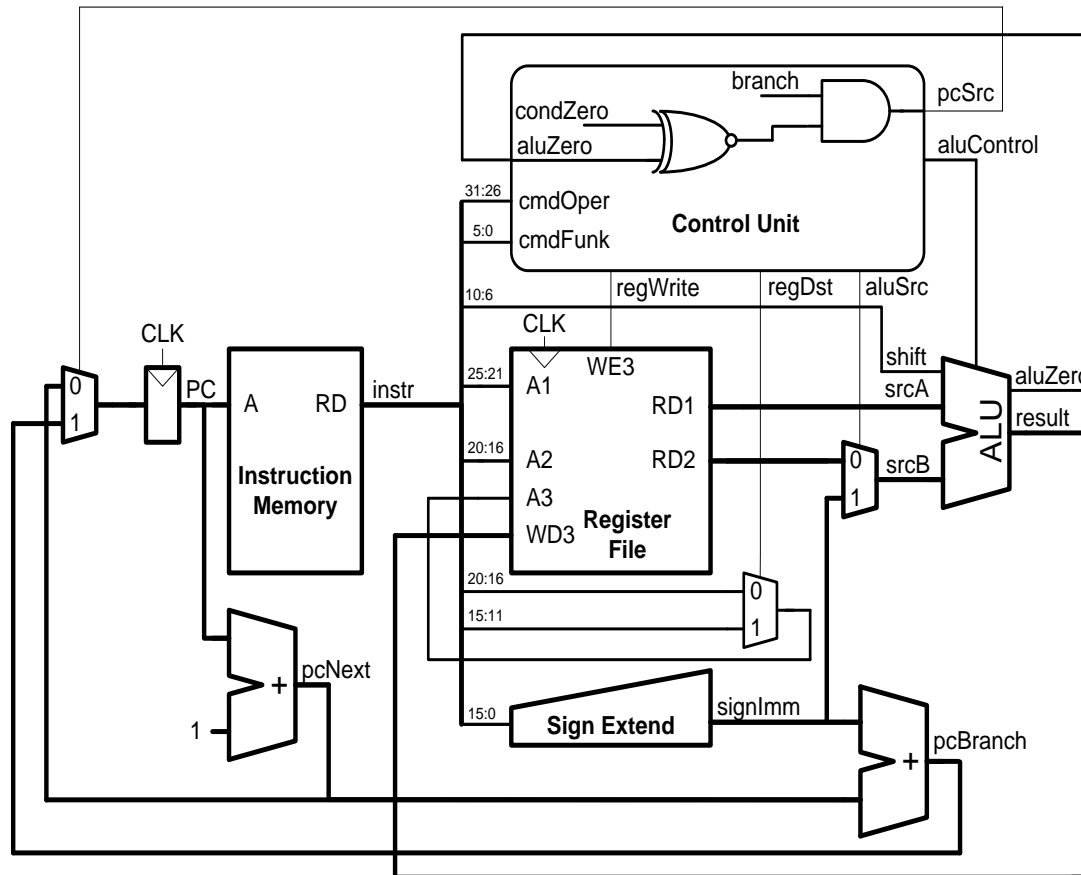 branch
pcSrc
condZero
aluZero
aluControl
31:26
cmdOper
5:0
cmdFunk
Control Unit
regWrite
regDst
aluSrc
10:6
CLK
CLK
shift
WE3
0
1
PC
A
RD
instr
25:21
A1
RD1
srcA
aluZero
result
ALU
20:16
A2
RD2
0
1
srcB
A3
Instruction
Memory
WD3
Register
File
20:16
0
15:11
1
pcNext
+
1
15:0
Sign Extend
signImm
pcBranch
+